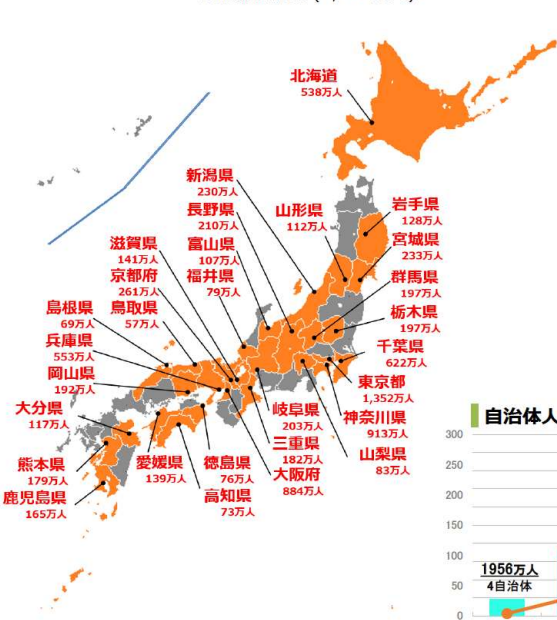 北海道
538万人
新潟県
230万人
長野県
210万人
山形県
112万人
岩手県
128万人
宮城県
233万人
滋賀県
141万人
富山県
107万人
群馬県
197万人
京都府
261万人
福井県
79万人
栃木県
197万人
島根県
69万人
鳥取県
57万人
千葉県
622万人
兵庫県
553万人
東京都
1,352万人
岡山県
192万人
岐阜県
203万人
神奈川県
913万人
大分県
117万人
三重県
182万人
山梨県
83万人
熊本県
179万人
愛媛県
139万人
徳島県
76万人
大阪府
884万人
鹿児島県
165万人
高知県
73万人
自治体人
300
250
200
150
100
50
0
1956万人
4自治体